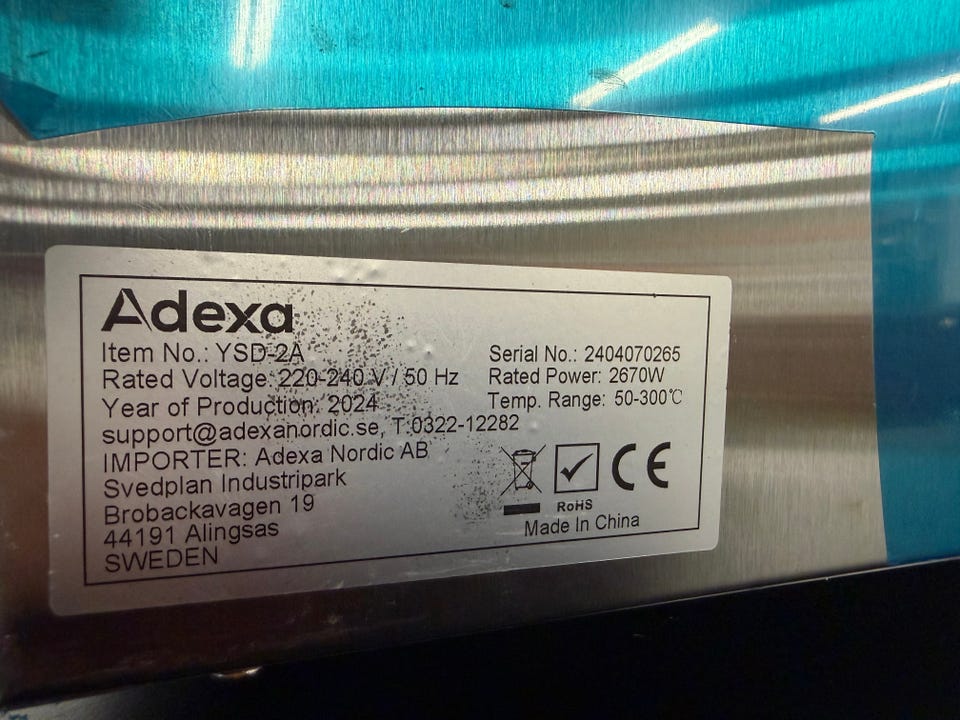 Adexa
Item No.: YSD-2A
Serial No.: 2404070265
Rated Voltage: 220-240 V / 50 Hz
Rated Power: 2670W
Year of Production: 2024
Temp. Range: 50-300℃
support@adexanordic.se, T:0322-12282
IMPORTER: Adexa Nordic AB
Svedplan Industripark
Brobackavagen 19
44191 Alingsas
SWEDEN
CE
RoHS
Made In China